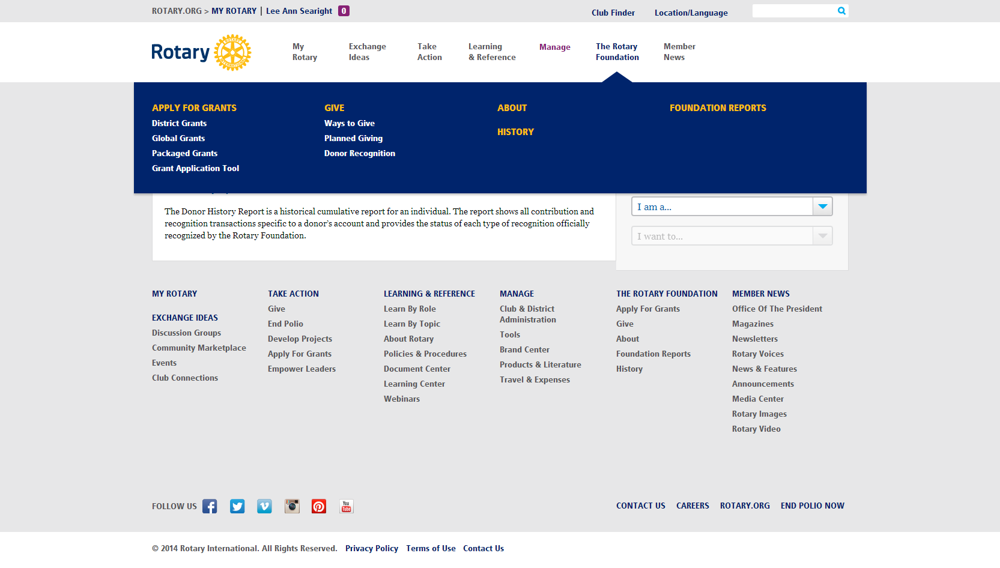 ROTARY.ORG > MY ROTARY | Lee Ann Searight 0
Club Finder
Location/Language
Rotary
My
Rotary
Exchange
Ideas
Take
Action
Learning
& Reference
Manage
The Rotary
Foundation
Member
News
APPLY FOR GRANTS
District Grants
Global Grants
Packaged Grants
Grant Application Tool
GIVE
Ways to Give
Planned Giving
Donor Recognition
ABOUT
HISTORY
FOUNDATION REPORTS
The Donor History Report is a historical cumulative report for an individual. The report shows all contribution and
recognition transactions specific to a donor’s account and provides the status of each type of recognition officially
recognized by the Rotary Foundation.
I am a...
I want to...
MY ROTARY
EXCHANGE IDEAS
Discussion Groups
Community Marketplace
Events
Club Connections
TAKE ACTION
Give
End Polio
Develop Projects
Apply For Grants
Empower Leaders
LEARNING & REFERENCE
Learn By Role
Learn By Topic
About Rotary
Policies & Procedures
Document Center
Learning Center
Webinars
MANAGE
Club & District
Administration
Tools
Brand Center
Products & Literature
Travel & Expenses
THE ROTARY FOUNDATION
Apply For Grants
Give
About
Foundation Reports
History
MEMBER NEWS
Office Of The President
Magazines
Newsletters
Rotary Voices
News & Features
Announcements
Media Center
Rotary Images
Rotary Video
FOLLOW US
You
Tube
CONTACT US
CAREERS
ROTARY.ORG
END POLIO NOW
© 2014 Rotary International. All Rights Reserved. Privacy Policy Terms of Use Contact Us